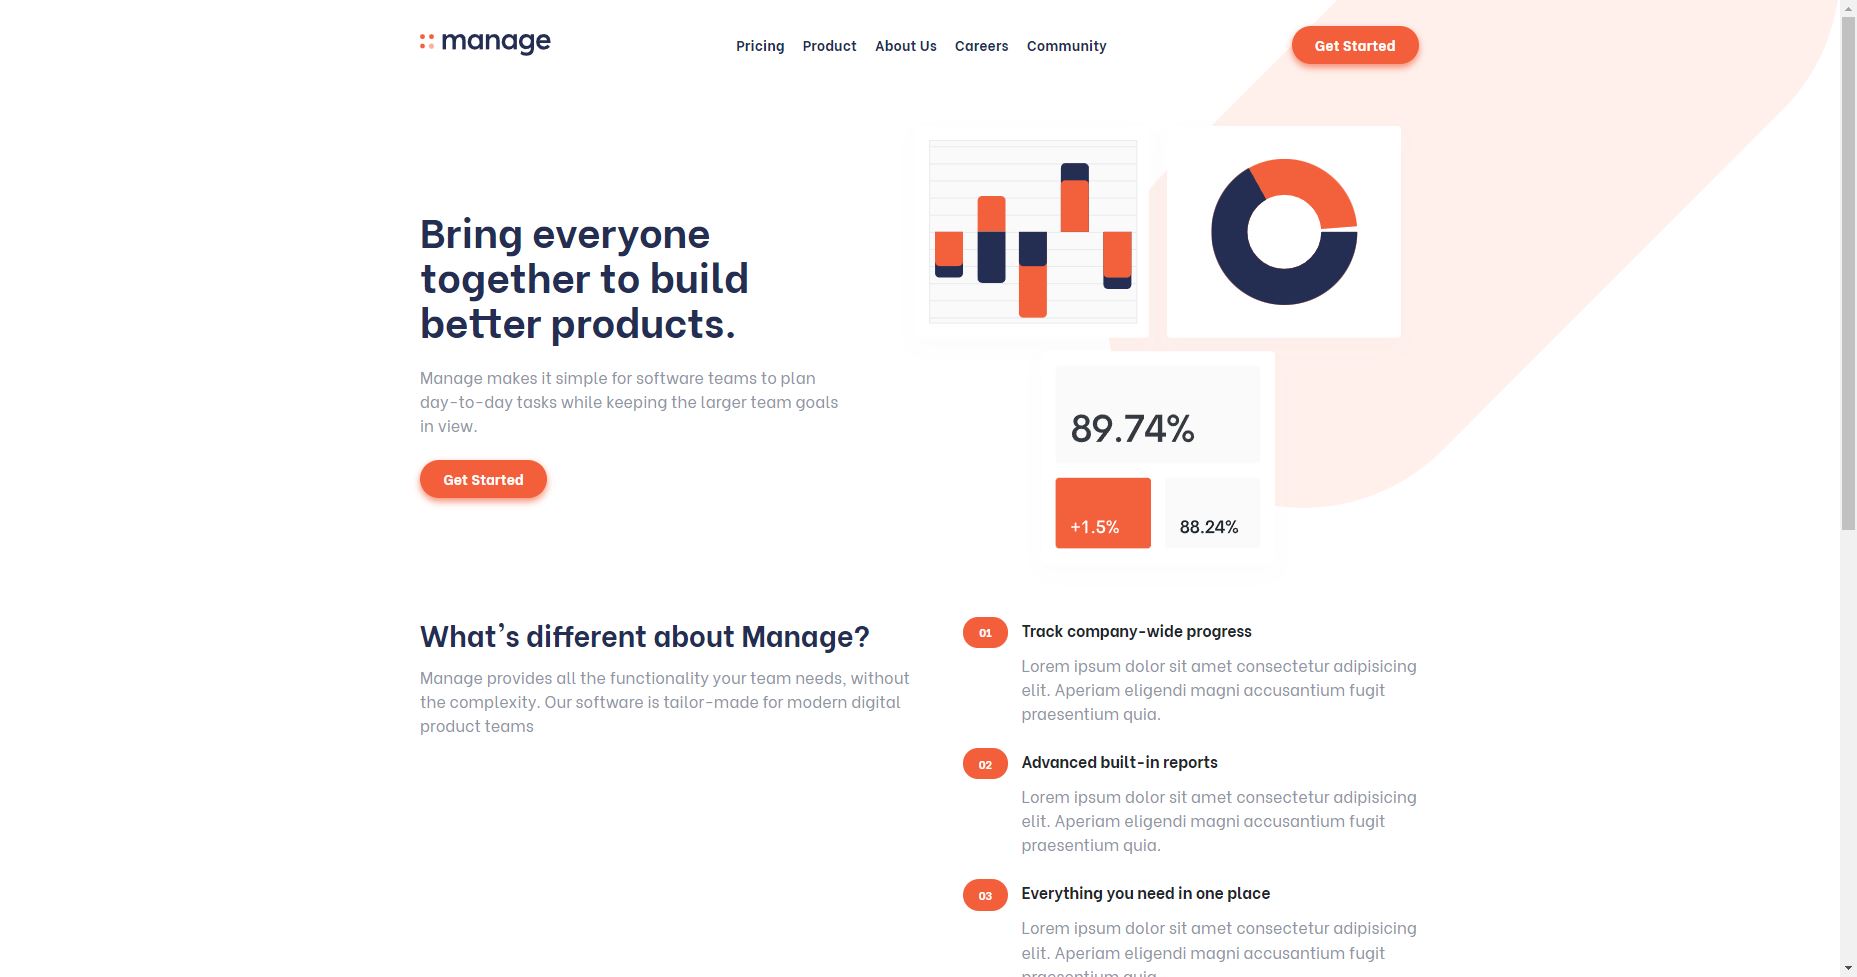 manage
Pricing Product About Us Careers Community
Get Started
Bring everyone
together to build
better products.
Manage makes it simple for software teams to plan
day-to-day tasks while keeping the larger team goals
in view.
Get Started
89.74%
+1.5%
88.24%
What's different about Manage?
Manage provides all the functionality your team needs, without
the complexity. Our software is tailor-made for modern digital
product teams
01
Track company-wide progress
Lorem ipsum dolor sit amet consectetur adipisicing
elit. Aperiam eligendi magni accusantium fugit
praesentium quia.
02
Advanced built-in reports
Lorem ipsum dolor sit amet consectetur adipisicing
elit. Aperiam eligendi magni accusantium fugit
praesentium quia.
03
Everything you need in one place
Lorem ipsum dolor sit amet consectetur adipisicing
elit. Aperiam eligendi magni accusantium fugit
praesentium quia.